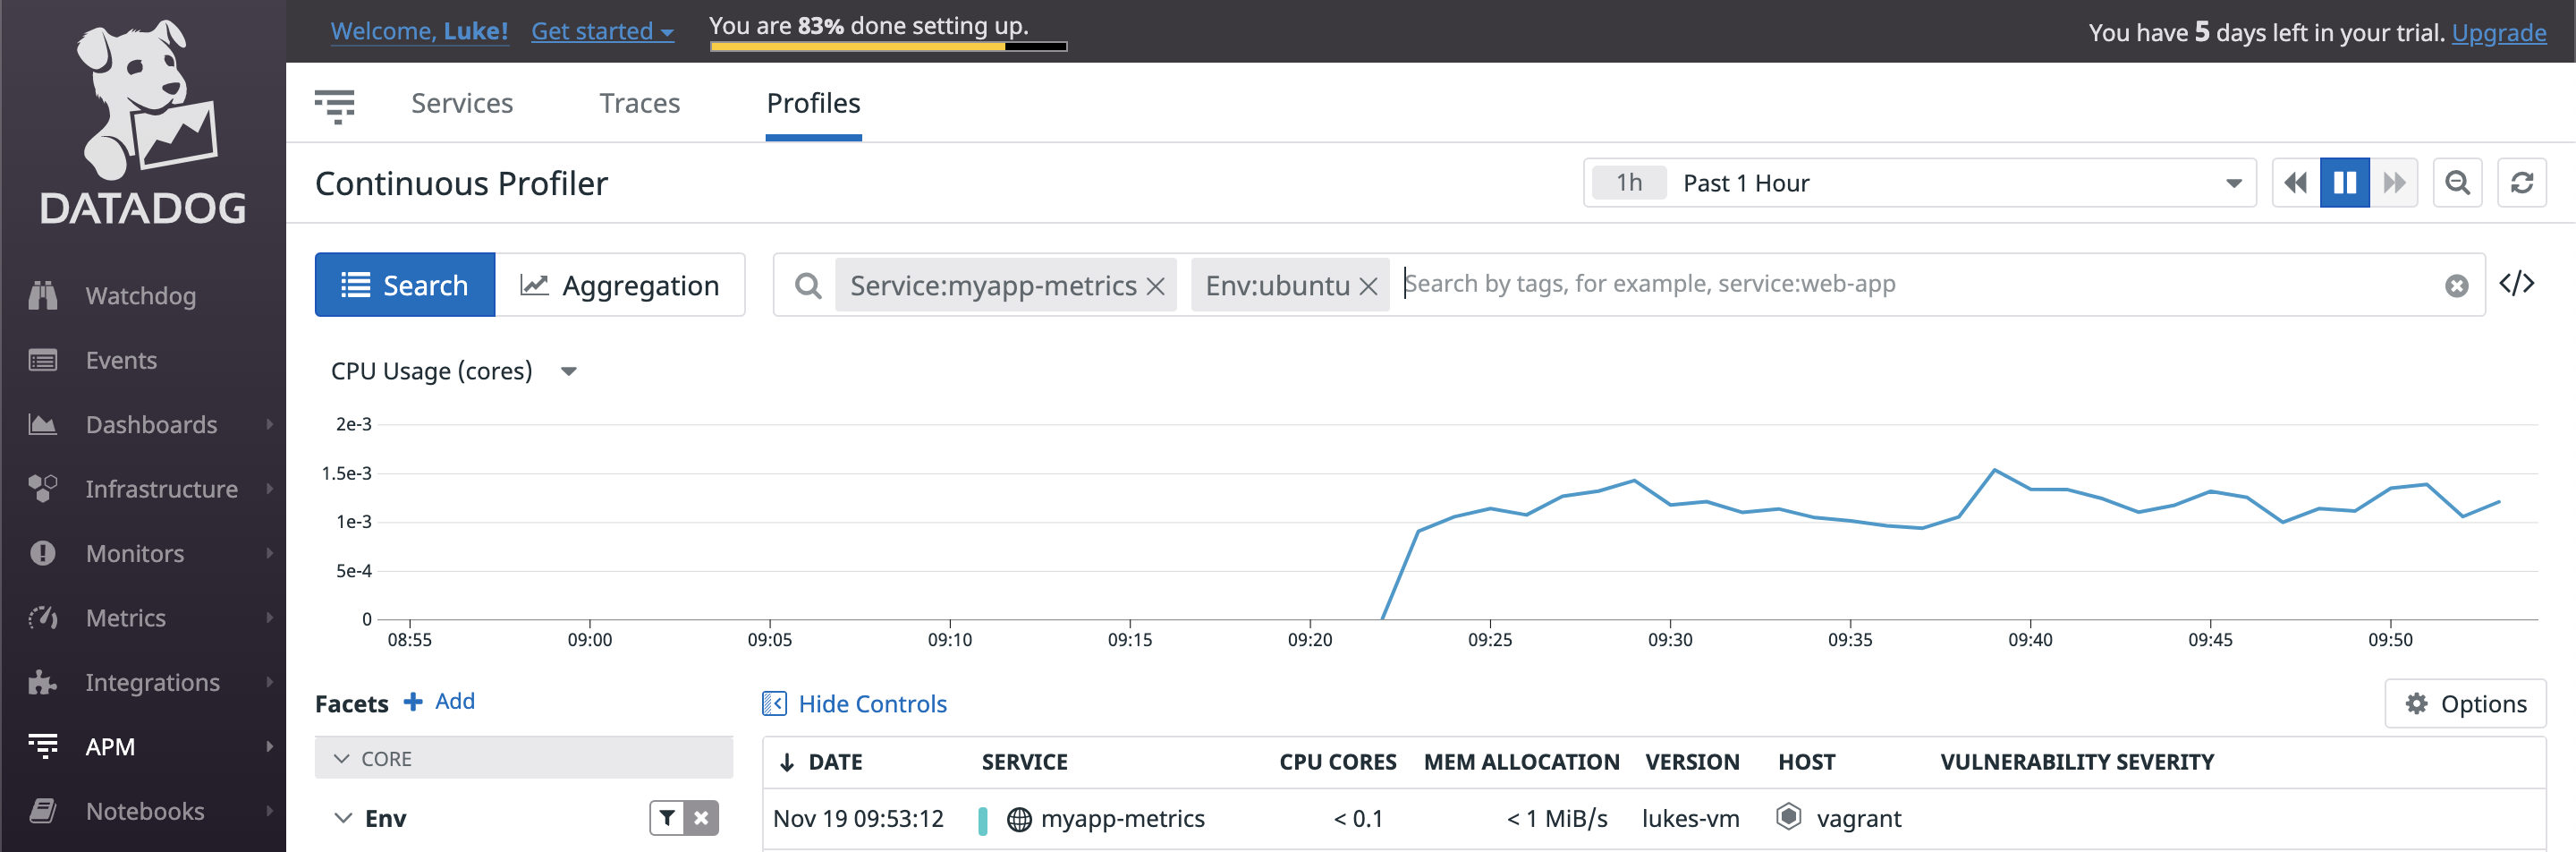 DATADOG
Watchdog
Events
Dashboards
Infrastructure
Monitors
Metrics
Integrations
APM
Notebooks
Welcome, Luke! Get started You are 83% done setting up. You have 5 days left in your trial. Upgrade
Services Traces Profiles
Continuous Profiler 1h Past 1 Hour
Search Aggregation Service:myapp-metrics Env:ubuntu Search by tags, for example, service:web-app </>
CPU Usage (cores)
2e-3
1.5e-3
1e-3
5e-4
0
08:55 09:00 09:05 09:10 09:15 09:20 09:25 09:30 09:35 09:40 09:45 09:50
Facets + Add Hide Controls Options
CORE
Env
DATE SERVICE CPU CORES MEM ALLOCATION VERSION HOST VULNERABILITY SEVERITY
Nov 19 09:53:12 myapp-metrics < 0.1 < 1 MiB/s lukes-vm vagrant